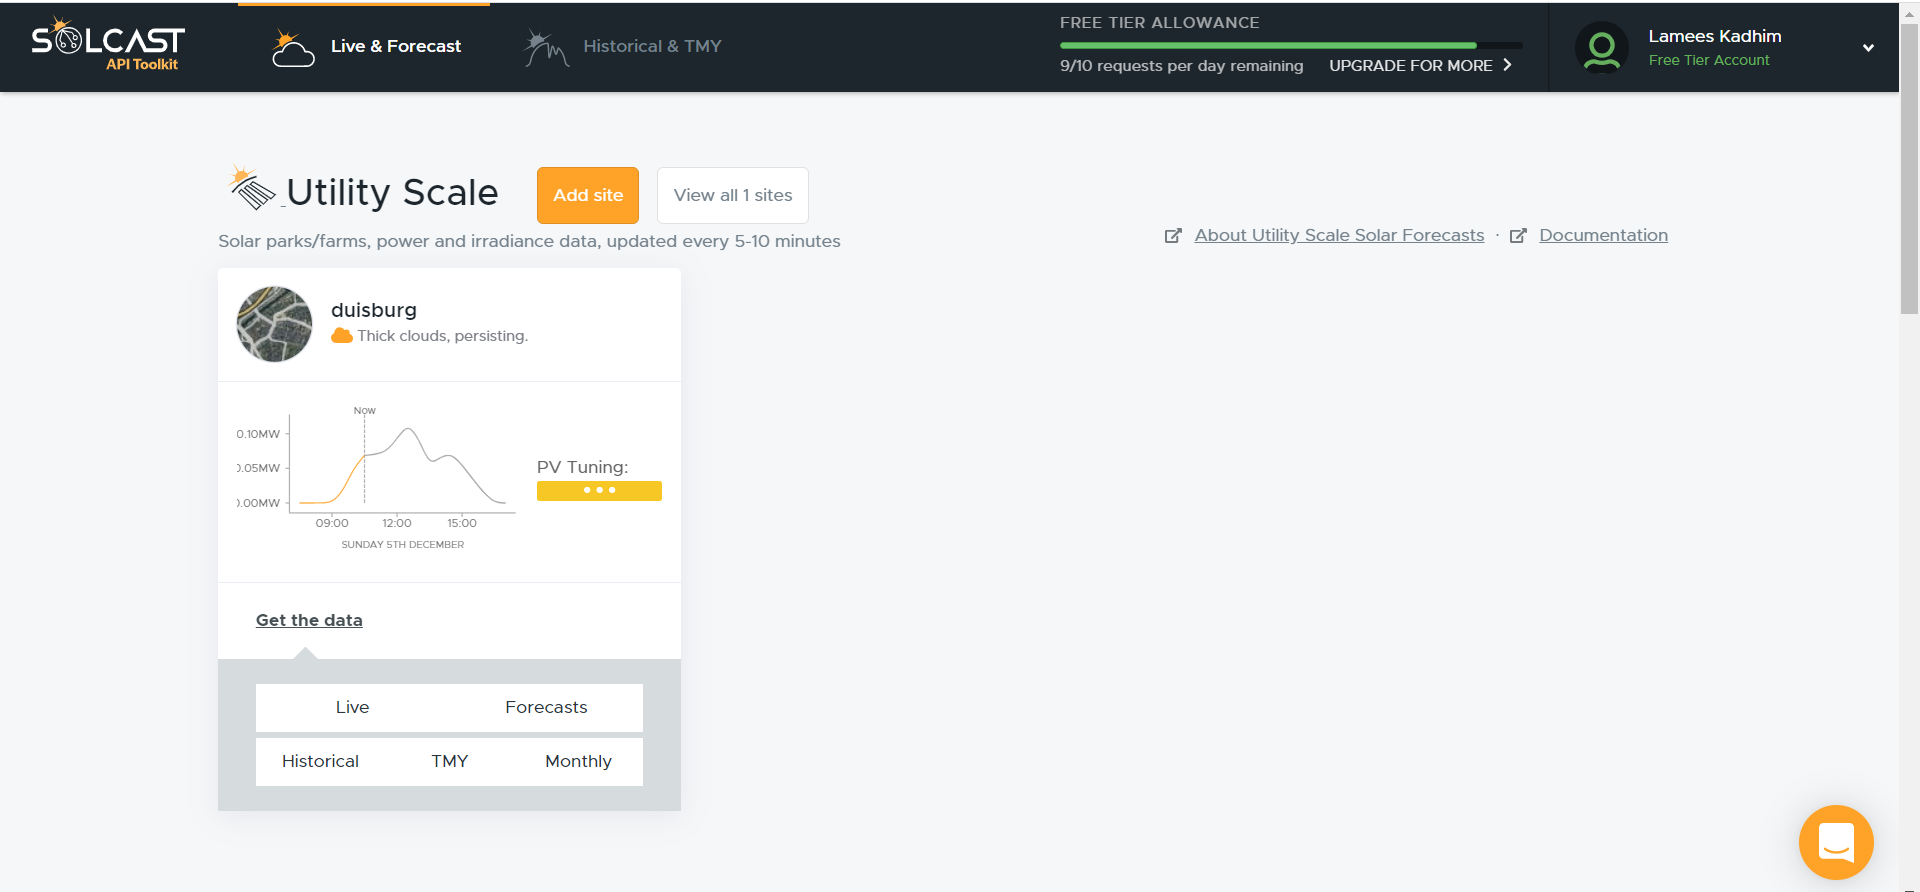 SOLCAST
API Toolkit
Live & Forecast
Historical & TMY
FREE TIER ALLOWANCE
9/10 requests per day remaining
UPGRADE FOR MORE
Lamees Kadhim
Free Tier Account
Utility Scale
Add site
View all 1 sites
Solar parks/farms, power and irradiance data, updated every 5-10 minutes
About Utility Scale Solar Forecasts · Documentation
duisburg
Thick clouds, persisting.
Now
0.10MW
0.05MW
0.00MW
09:00 12:00 15:00
SUNDAY 5TH DECEMBER
PV Tuning:
Get the data
Live Forecasts
Historical TMY Monthly